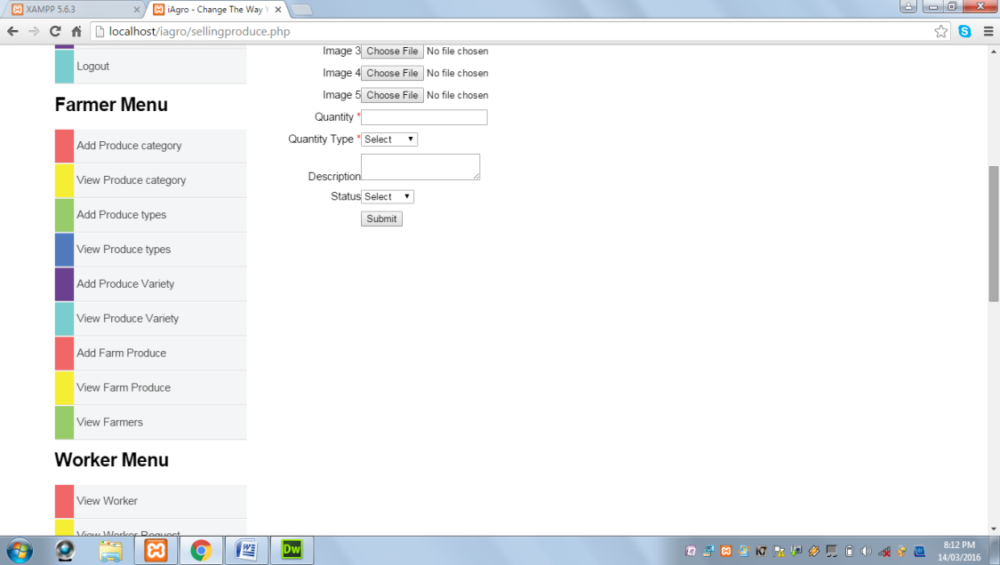 XAMPP 5.6.3
iAgro - Change The Way Y
localhost/iagro/sellingproduce.php
Logout
Farmer Menu
Add Produce category
View Produce category
Add Produce types
View Produce types
Add Produce Variety
View Produce Variety
Add Farm Produce
View Farm Produce
View Farmers
Worker Menu
View Worker
View Worker Request
Image 3 Choose File No file chosen
Image 4 Choose File No file chosen
Image 5 Choose File No file chosen
Quantity *
Quantity Type * Select
Description
Status Select
Submit
Dw
8:12 PM
14/03/2016